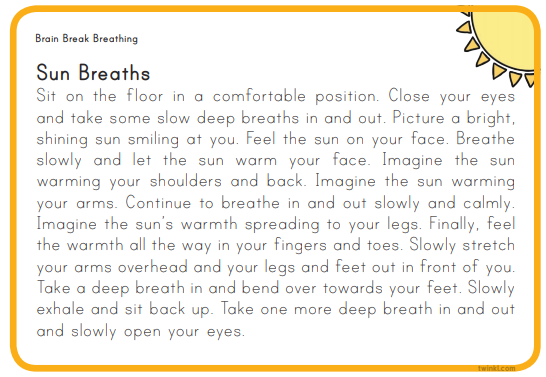 Brain Break Breathing
Sun Breaths
Sit on the floor in a comfortable position. Close your eyes
and take some slow deep breaths in and out. Picture a bright,
shining sun smiling at you. Feel the sun on your face. Breathe
slowly and let the sun warm your face. Imagine the sun
warming your shoulders and back. Imagine the sun warming
your arms. Continue to breathe in and out slowly and calmly.
Imagine the sun's warmth spreading to your legs. Finally, feel
the warmth all the way in your fingers and toes. Slowly stretch
your arms overhead and your legs and feet out in front of you.
Take a deep breath in and bend over towards your feet. Slowly
exhale and sit back up. Take one more deep breath in and out
and slowly open your eyes.
twinkl.com